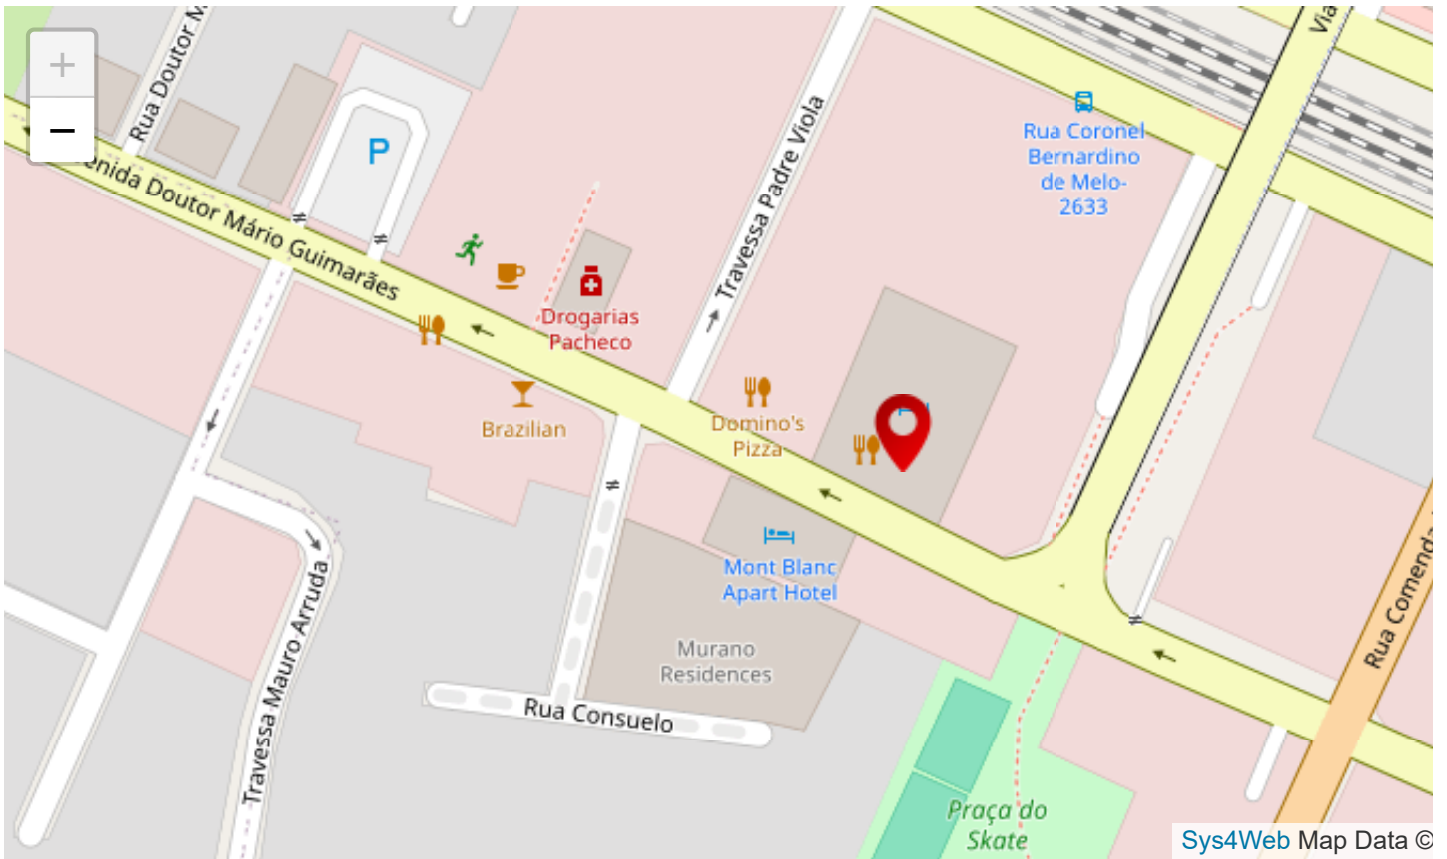 +
−
Rua Doutor M
enida Doutor Mário Guimarães
P
Travessa Padre Viola
Via
Rua Coronel
Bernardino
de Melo-
2633
Drogarias
Pacheco
Brazilian
Domino's
Pizza
Mont Blanc
Apart Hotel
Murano
Residences
Rua Consuelo
Travessa Mauro Arruda
Rua Comenda
Praça do
Skate
Sys4Web Map Data ©